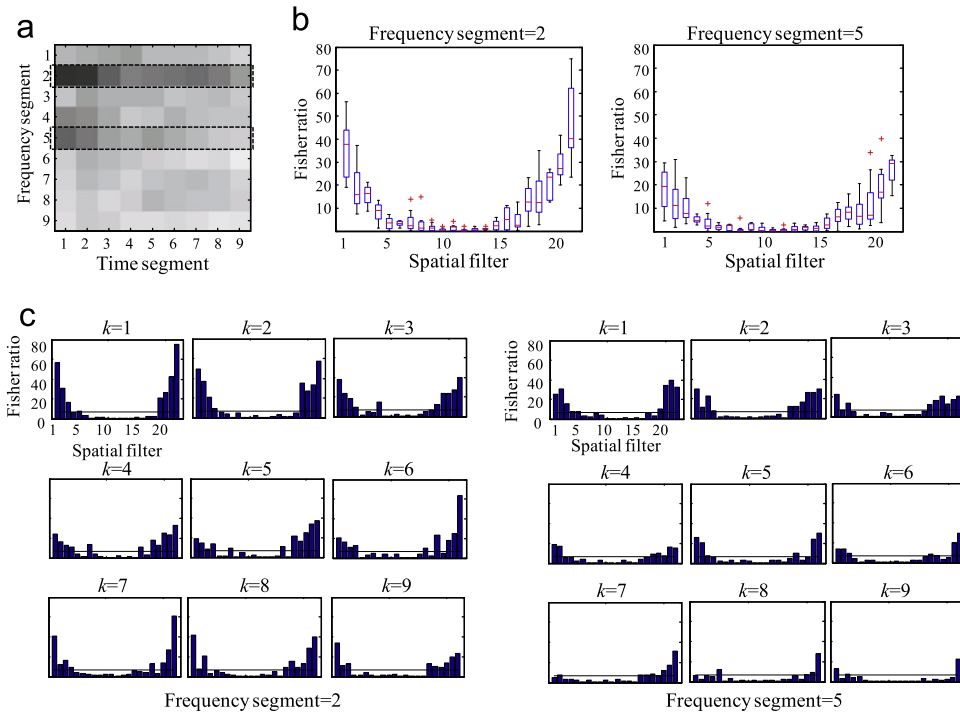 a
Frequency segment
1
2
3
4
5
6
7
8
9
1 2 3 4 5 6 7 8 9
Time segment
b
Frequency segment=2
Fisher ratio
80
70
60
50
40
30
20
10
1 5 10 15 20
Spatial filter
Frequency segment=5
Fisher ratio
80
70
60
50
40
30
20
10
1 5 10 15 20
Spatial filter
c
k=1 k=2 k=3
Fisher ratio
80
60
40
20
0
1 5 10 15 20
Spatial filter
k=4 k=5 k=6
k=7 k=8 k=9
Frequency segment=2
k=1 k=2 k=3
Fisher ratio
80
60
40
20
0
1 5 10 15 20
Spatial filter
k=4 k=5 k=6
k=7 k=8 k=9
Frequency segment=5